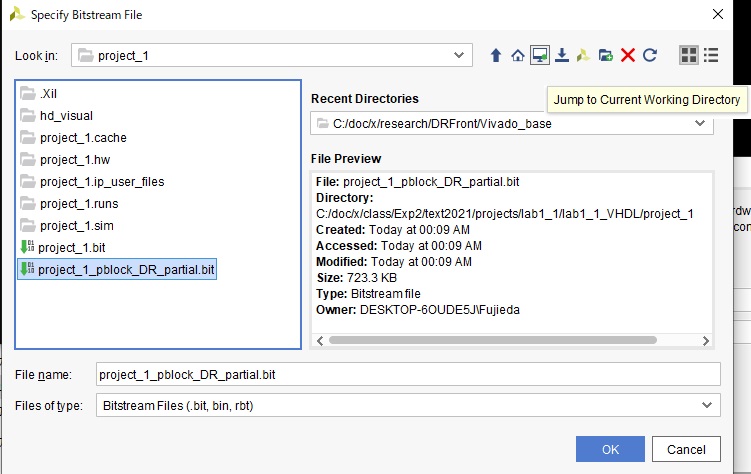 Specify Bitstream File
Look in: project_1
Jump to Current Working Directory
.Xil
hd_visual
project_1.cache
project_1.hw
project_1.ip_user_files
project_1.runs
project_1.sim
project_1.bit
project_1_pblock_DR_partial.bit
Recent Directories
C:/doc/x/research/DRFront/Vivado_base
File Preview
File: project_1_pblock_DR_partial.bit
Directory:
C:/doc/x/class/Exp2/text2021/projects/lab1_1/lab1_1_VHDL/project_1
Created: Today at 00:09 AM
Accessed: Today at 00:09 AM
Modified: Today at 00:09 AM
Size: 723.3 KB
Type: Bitstream file
Owner: DESKTOP-6OUDE5J\Fujieda
File name: project_1_pblock_DR_partial.bit
Files of type: Bitstream Files (.bit, bin, rbt)
OK
Cancel